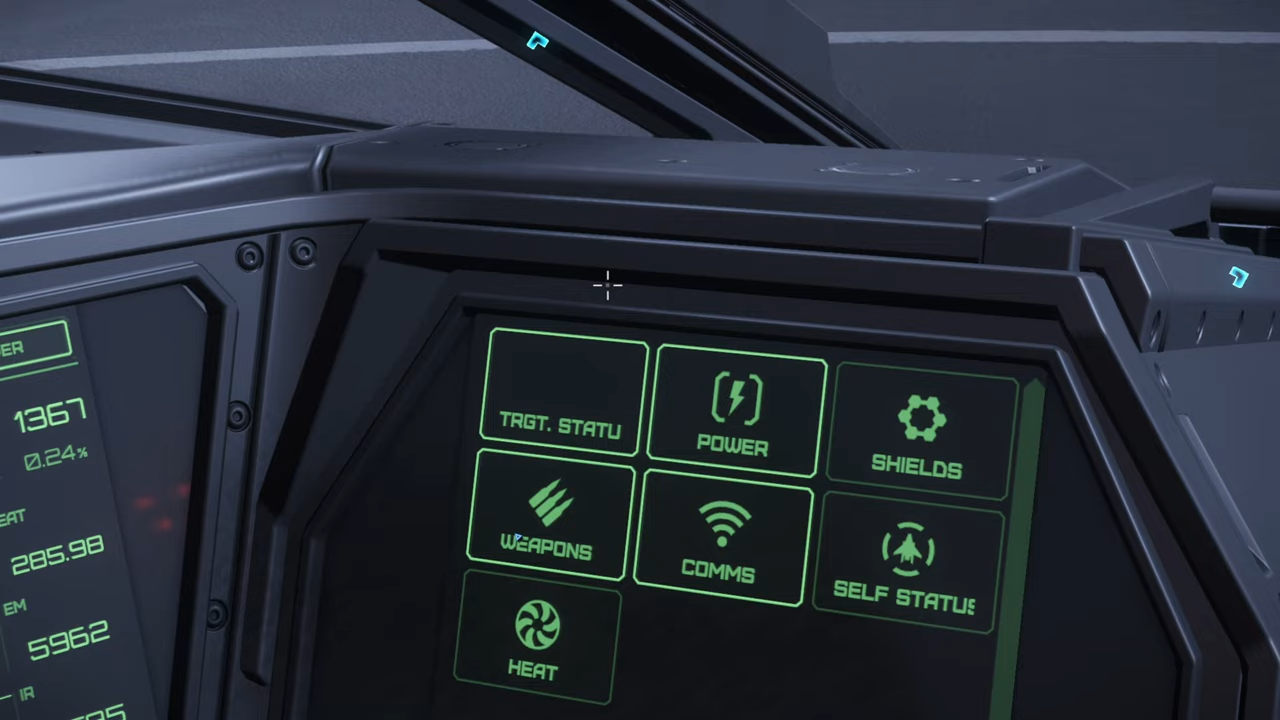 ER
1367
0.24%
EAT
285.98
EM
5962
IR
TRGT. STATU
POWER
SHIELDS
WEAPONS
COMMS
SELF STATUS
HEAT